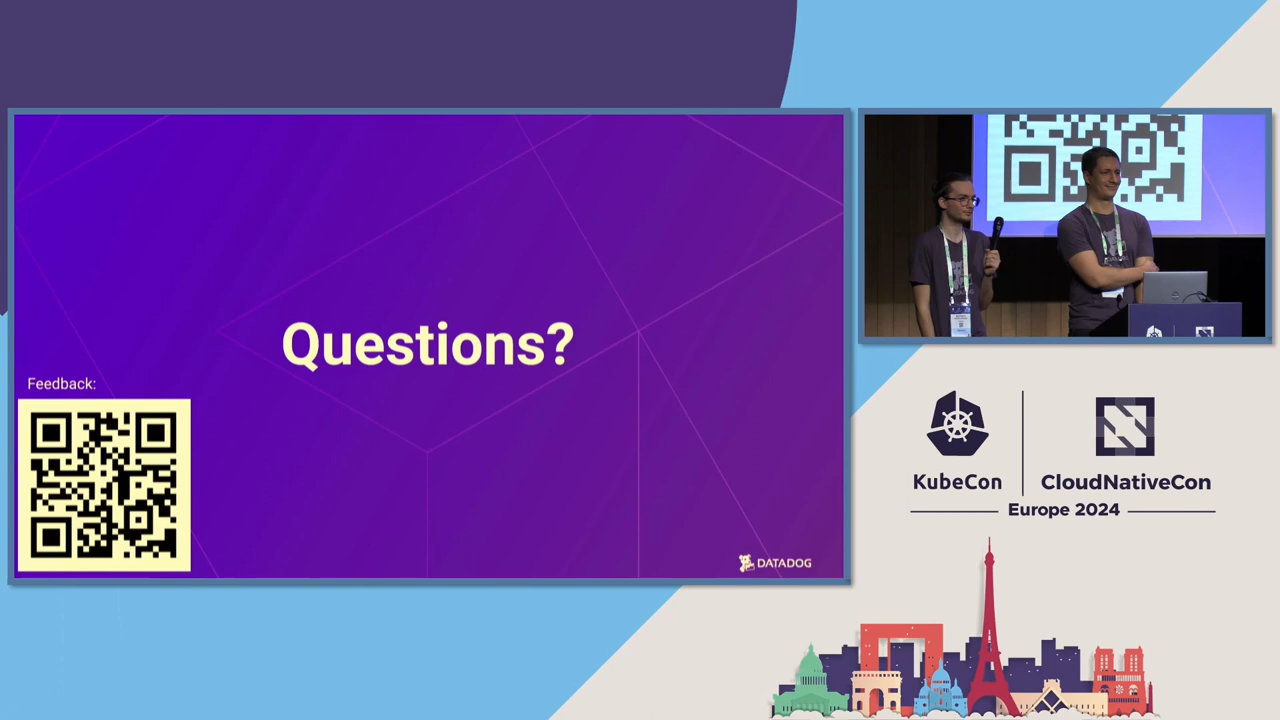 Questions?
Feedback:
DATADOG
KubeCon
CloudNativeCon
Europe 2024